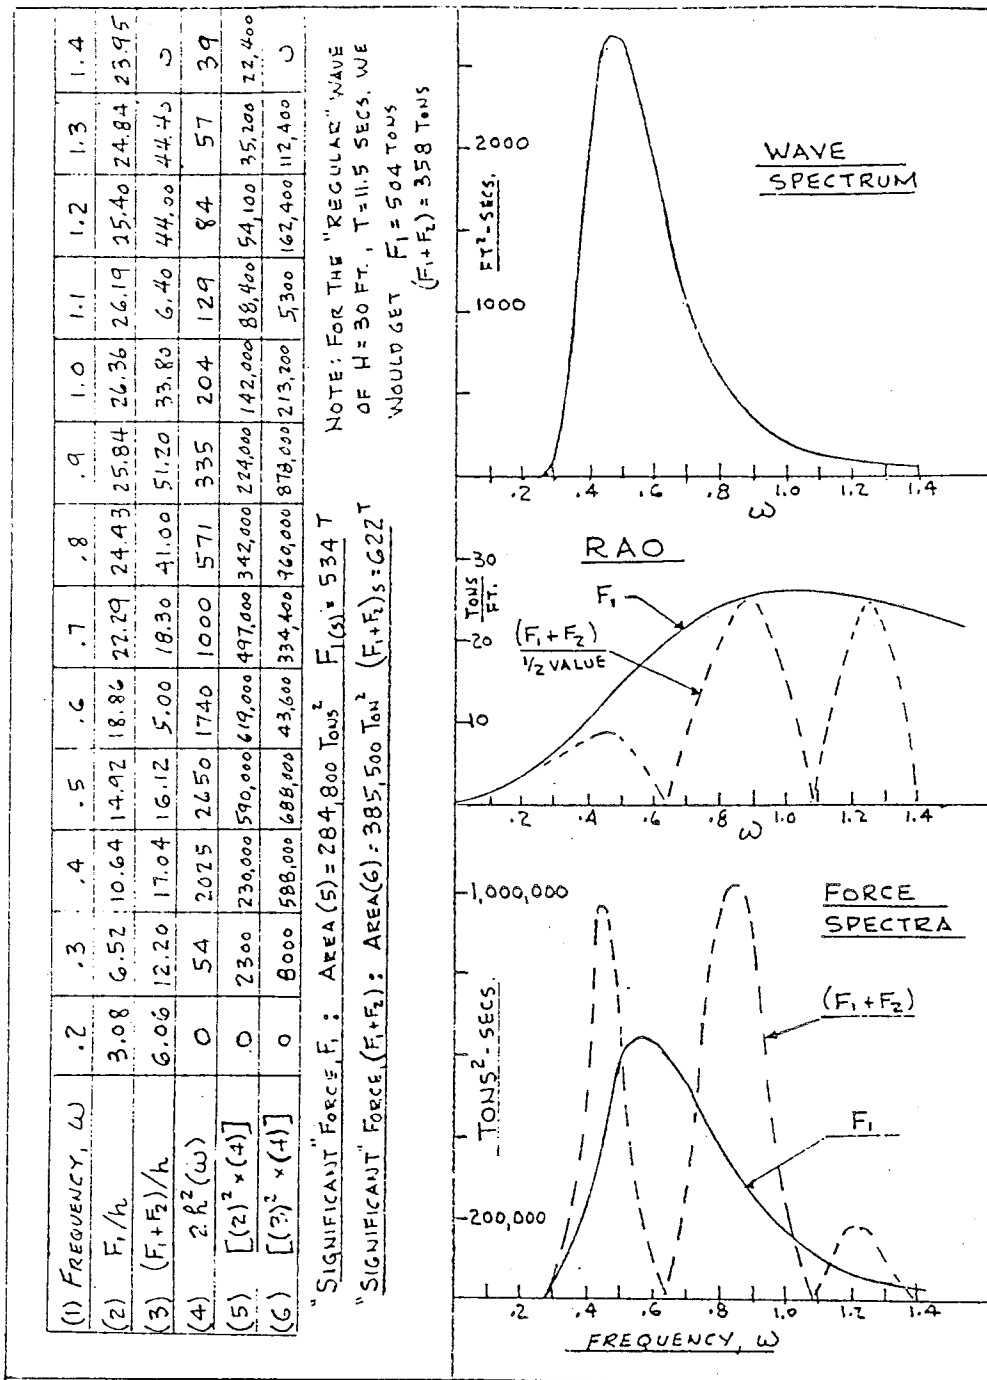 (1) FREQUENCY, ω .2 .3 .4 .5 .6 .7 .8 .9 1.0 1.1 1.2 1.3 1.4
(2) F₁/h 3.08 6.52 10.64 14.92 18.86 22.29 24.43 25.84 26.36 26.19 25.40 24.84 23.95
(3) (F₁+F₂)/h 6.06 12.20 17.04 16.12 5.00 18.30 41.00 51.20 33.80 6.40 44.00 44.40 0
(4) 2h²(ω) 0 54 2025 2650 1740 1000 571 335 204 129 84 57 39
(5) [(2)²×(4)] 0 2300 230,000 590,000 619,000 497,000 342,000 224,000 142,000 88,400 54,100 35,200 22,400
(6) [(3)²×(4)] 0 8000 588,000 688,000 43,600 334,400 960,000 878,000 213,200 5,300 162,400 112,400 0
"SIGNIFICANT" FORCE, F₁: AREA(5) = 284,800 TONS² F₁(s) = 534 T
"SIGNIFICANT" FORCE, (F₁+F₂): AREA(6) = 385,500 TON² (F₁+F₂)s = 622 T
NOTE: FOR THE "REGULAR" WAVE
OF H = 30 FT., T = 11.5 SECS. WE
WOULD GET F₁ = 504 TONS
(F₁+F₂) = 358 TONS
WAVE
SPECTRUM
2000
1000
FT²-SECS.
.2 .4 .6 .8 1.0 1.2 1.4
ω
RAO
30
20
10
TONS
FT.
F₁
(F₁+F₂)
1/2 VALUE
.2 .4 .6 .8 1.0 1.2 1.4
ω
FORCE
SPECTRA
1,000,000
200,000
TONS²-SECS.
(F₁+F₂)
F₁
.2 .4 .6 .8 1.0 1.2 1.4
FREQUENCY, ω